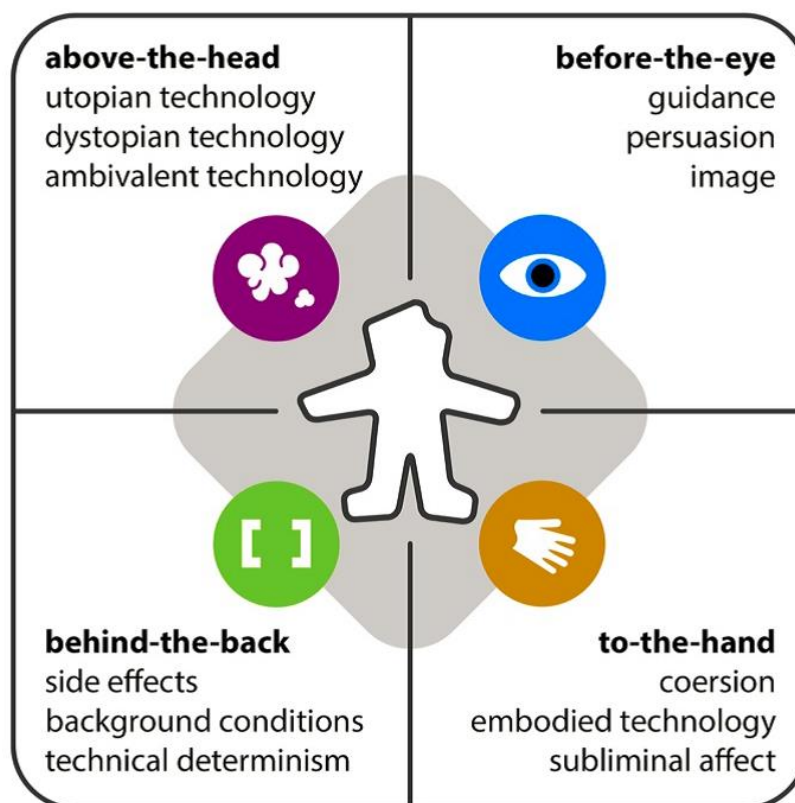 above-the-head
utopian technology
dystopian technology
ambivalent technology
before-the-eye
guidance
persuasion
image
behind-the-back
side effects
background conditions
technical determinism
to-the-hand
coersion
embodied technology
subliminal affect